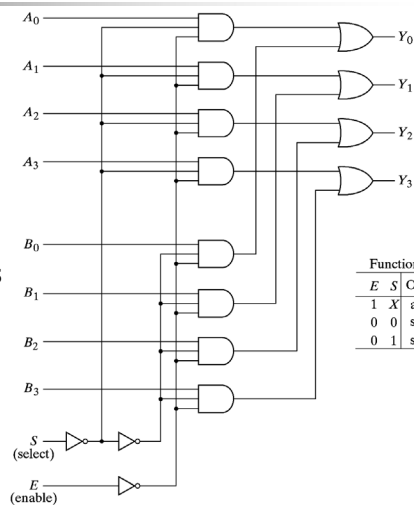 A0
Y0
A1
Y1
A2
Y2
A3
Y3
B0
B1
B2
B3
S
(select)
E
(enable)
E S
1 X
0 0
0 1